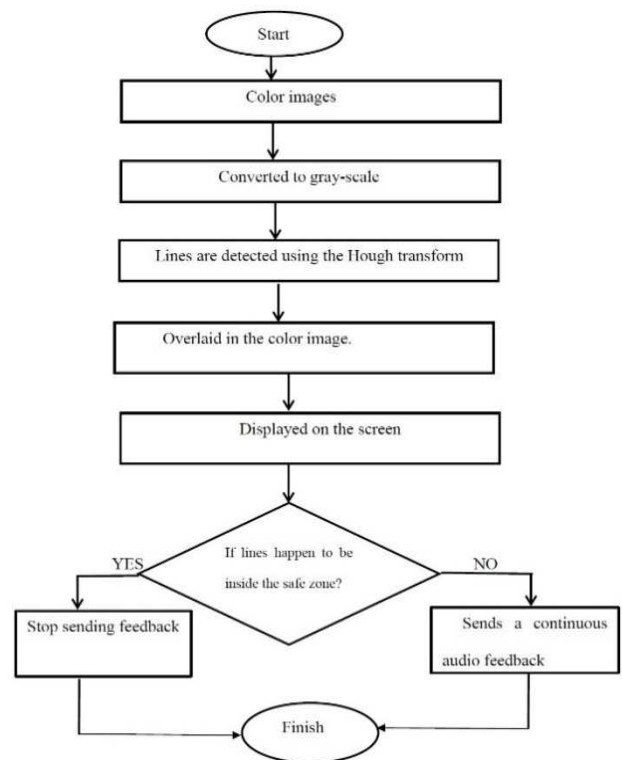 Start
Color images
Converted to gray-scale
Lines are detected using the Hough transform
Overlaid in the color image.
Displayed on the screen
If lines happen to be
inside the safe zone?
YES
NO
Stop sending feedback
Sends a continuous
audio feedback
Finish